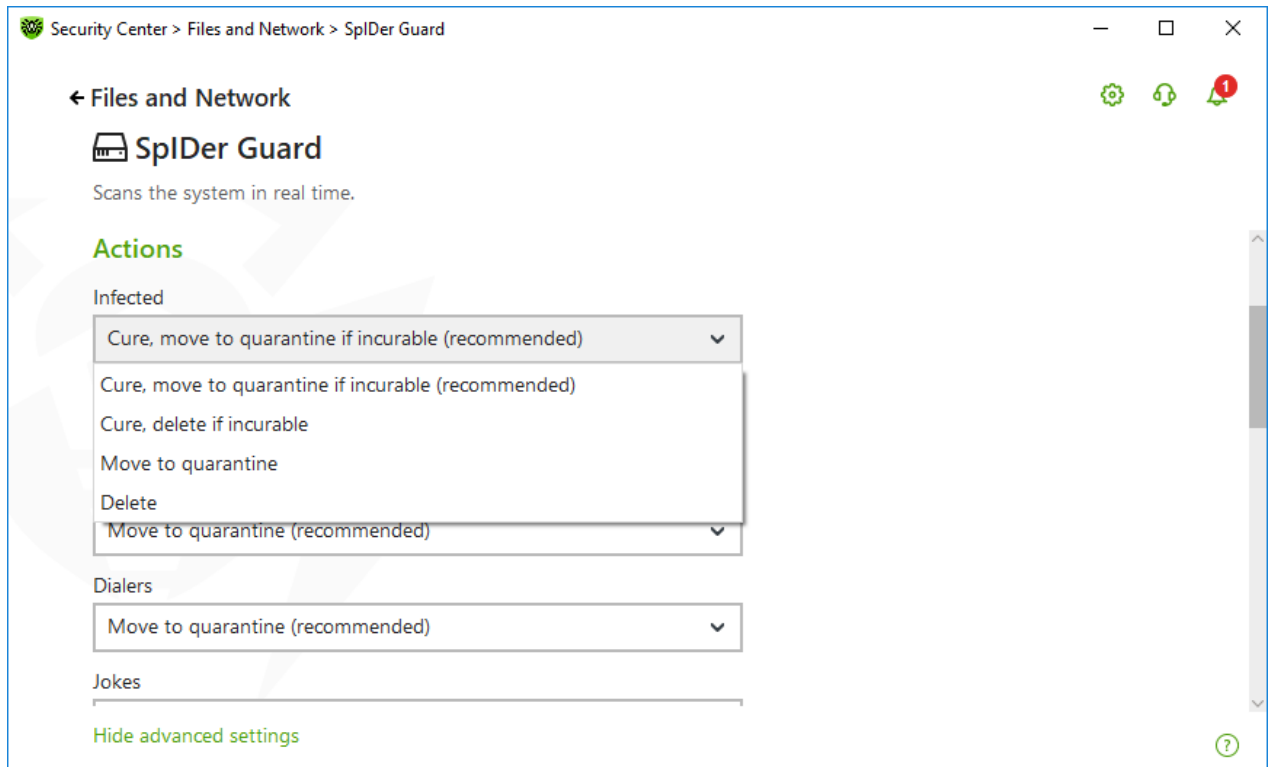 Security Center > Files and Network > SpIDer Guard
Files and Network
1
SpIDer Guard
Scans the system in real time.
Actions
Infected
Cure, move to quarantine if incurable (recommended)
Cure, move to quarantine if incurable (recommended)
Cure, delete if incurable
Move to quarantine
Delete
Move to quarantine (recommended)
Dialers
Move to quarantine (recommended)
Jokes
Hide advanced settings
?